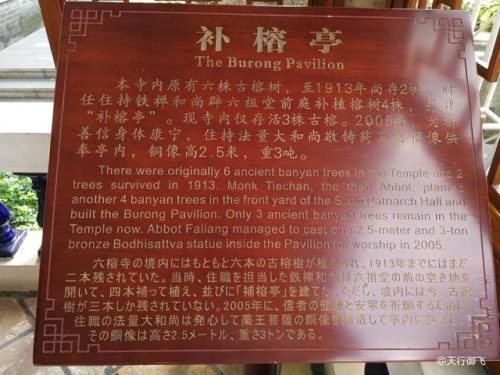 补榕亭
The Burong Pavilion
本寺内原有六株古榕树，至1913年尚存2株，时
任住持铁禅和尚辟六祖堂前庭补植榕树4株，并建
“补榕亭”。现寺内仅存活3株古榕。2005年，为祈
善信身体康宁，住持法量大和尚敬铸药王菩萨像供
奉亭内，铜像高2.5米，重3吨。
There were originally 6 ancient banyan trees in the Temple and 2
trees survived in 1913. Monk Tiechan, the then Abbot, planted
another 4 banyan trees in the front yard of the Sixth Patriarch Hall and
built the Burong Pavilion. Only 3 ancient banyan trees remain in the
Temple now. Abbot Faliang managed to cast one 2.5-meter and 3-ton
bronze Bodhisattva statue inside the Pavilion for worship in 2005.
六榕寺の境内にはもともと六本の古榕樹が植えられ、1913年までにはまだ
二本残されていた。当時、住職を担当した鉄禅和尚は六祖堂の前の空き地を
開いて、四本補って植え、並びに「補榕亭」を建てた。ただし、境内には今、古榕
樹が三本しか残されていない。2005年に、信者の健康と安寧を祈願するために
住職の法量大和尚は発心して薬王菩薩の銅像を鋳造して亭内に供えた。
その銅像は高さ2.5メートル、重さ3トンである。
@天行御飞